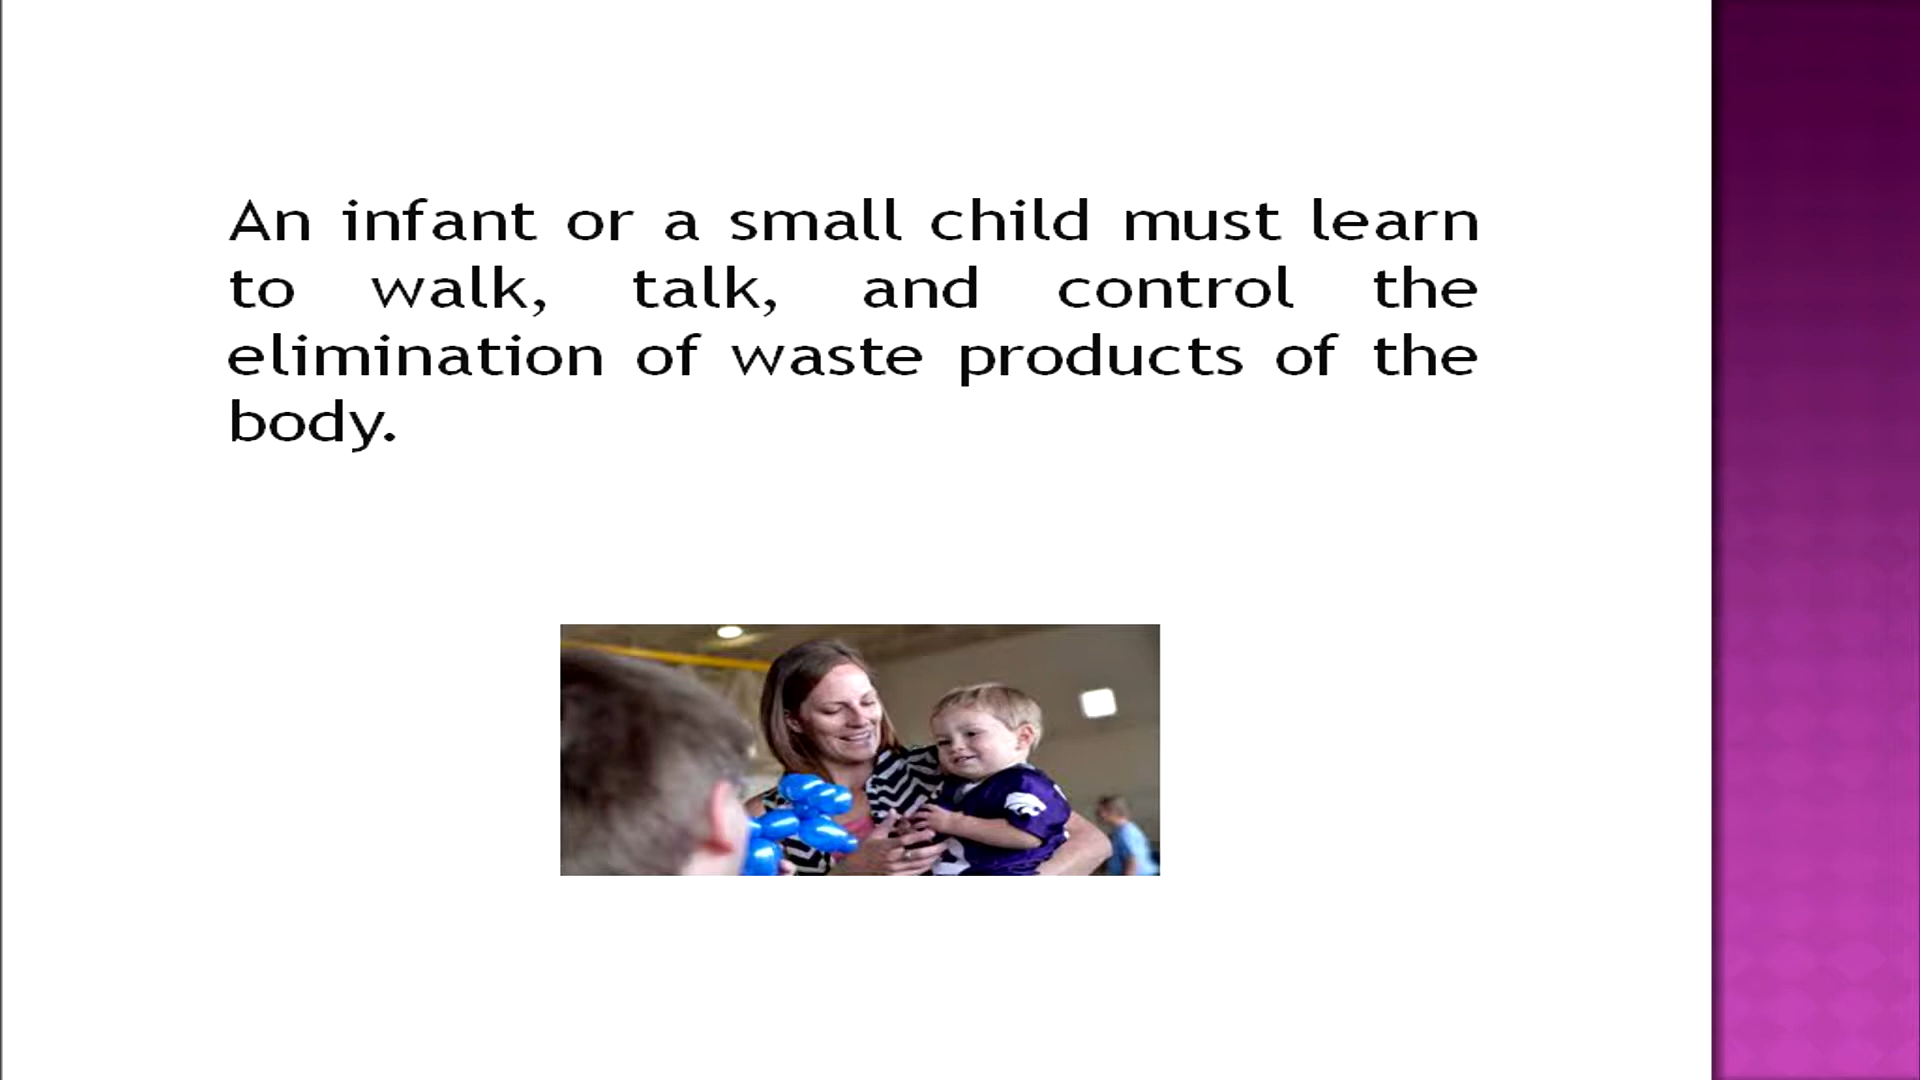 An infant or a small child must learn
to walk, talk, and control the
elimination of waste products of the
body.